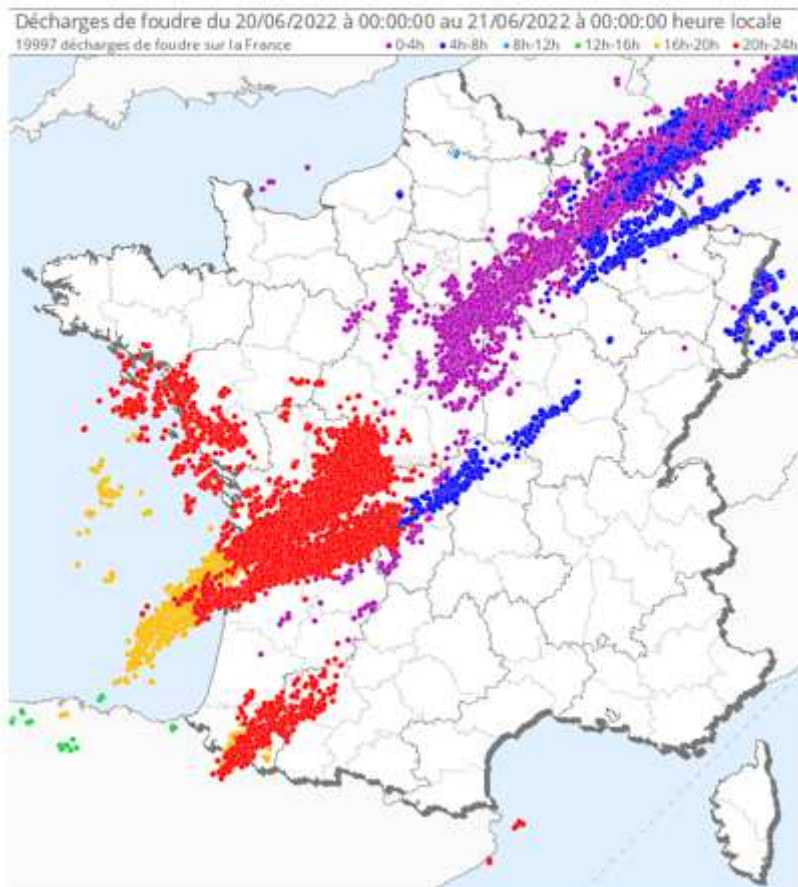 Décharges de foudre du 20/06/2022 à 00:00:00 au 21/06/2022 à 00:00:00 heure locale
19997 décharges de foudre sur la France 0-4h 4h-8h 8h-12h 12h-16h 16h-20h 20h-24h